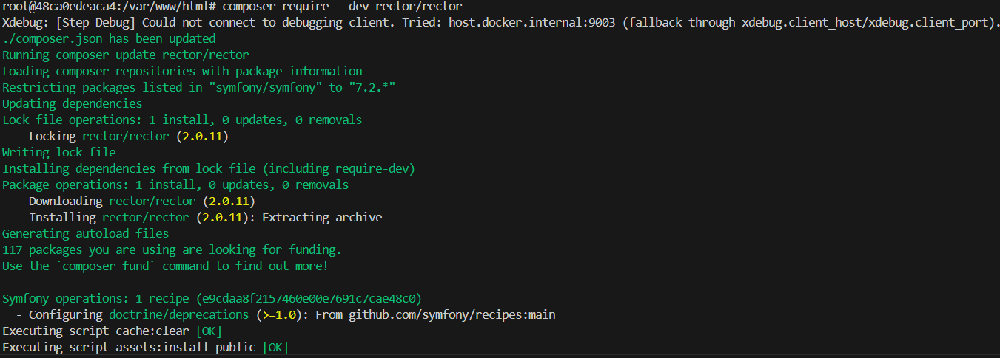 root@48ca0edeaca4:/var/www/html# composer require --dev rector/rector
Xdebug: [Step Debug] Could not connect to debugging client. Tried: host.docker.internal:9003 (fallback through xdebug.client_host/xdebug.client_port).
./composer.json has been updated
Running composer update rector/rector
Loading composer repositories with package information
Restricting packages listed in "symfony/symfony" to "7.2.*"
Updating dependencies
Lock file operations: 1 install, 0 updates, 0 removals
  - Locking rector/rector (2.0.11)
Writing lock file
Installing dependencies from lock file (including require-dev)
Package operations: 1 install, 0 updates, 0 removals
  - Downloading rector/rector (2.0.11)
  - Installing rector/rector (2.0.11): Extracting archive
Generating autoload files
117 packages you are using are looking for funding.
Use the `composer fund` command to find out more!
Symfony operations: 1 recipe (e9cdaa8f2157460e00e7691c7cae48c0)
  - Configuring doctrine/deprecations (>=1.0): From github.com/symfony/recipes:main
Executing script cache:clear [OK]
Executing script assets:install public [OK]